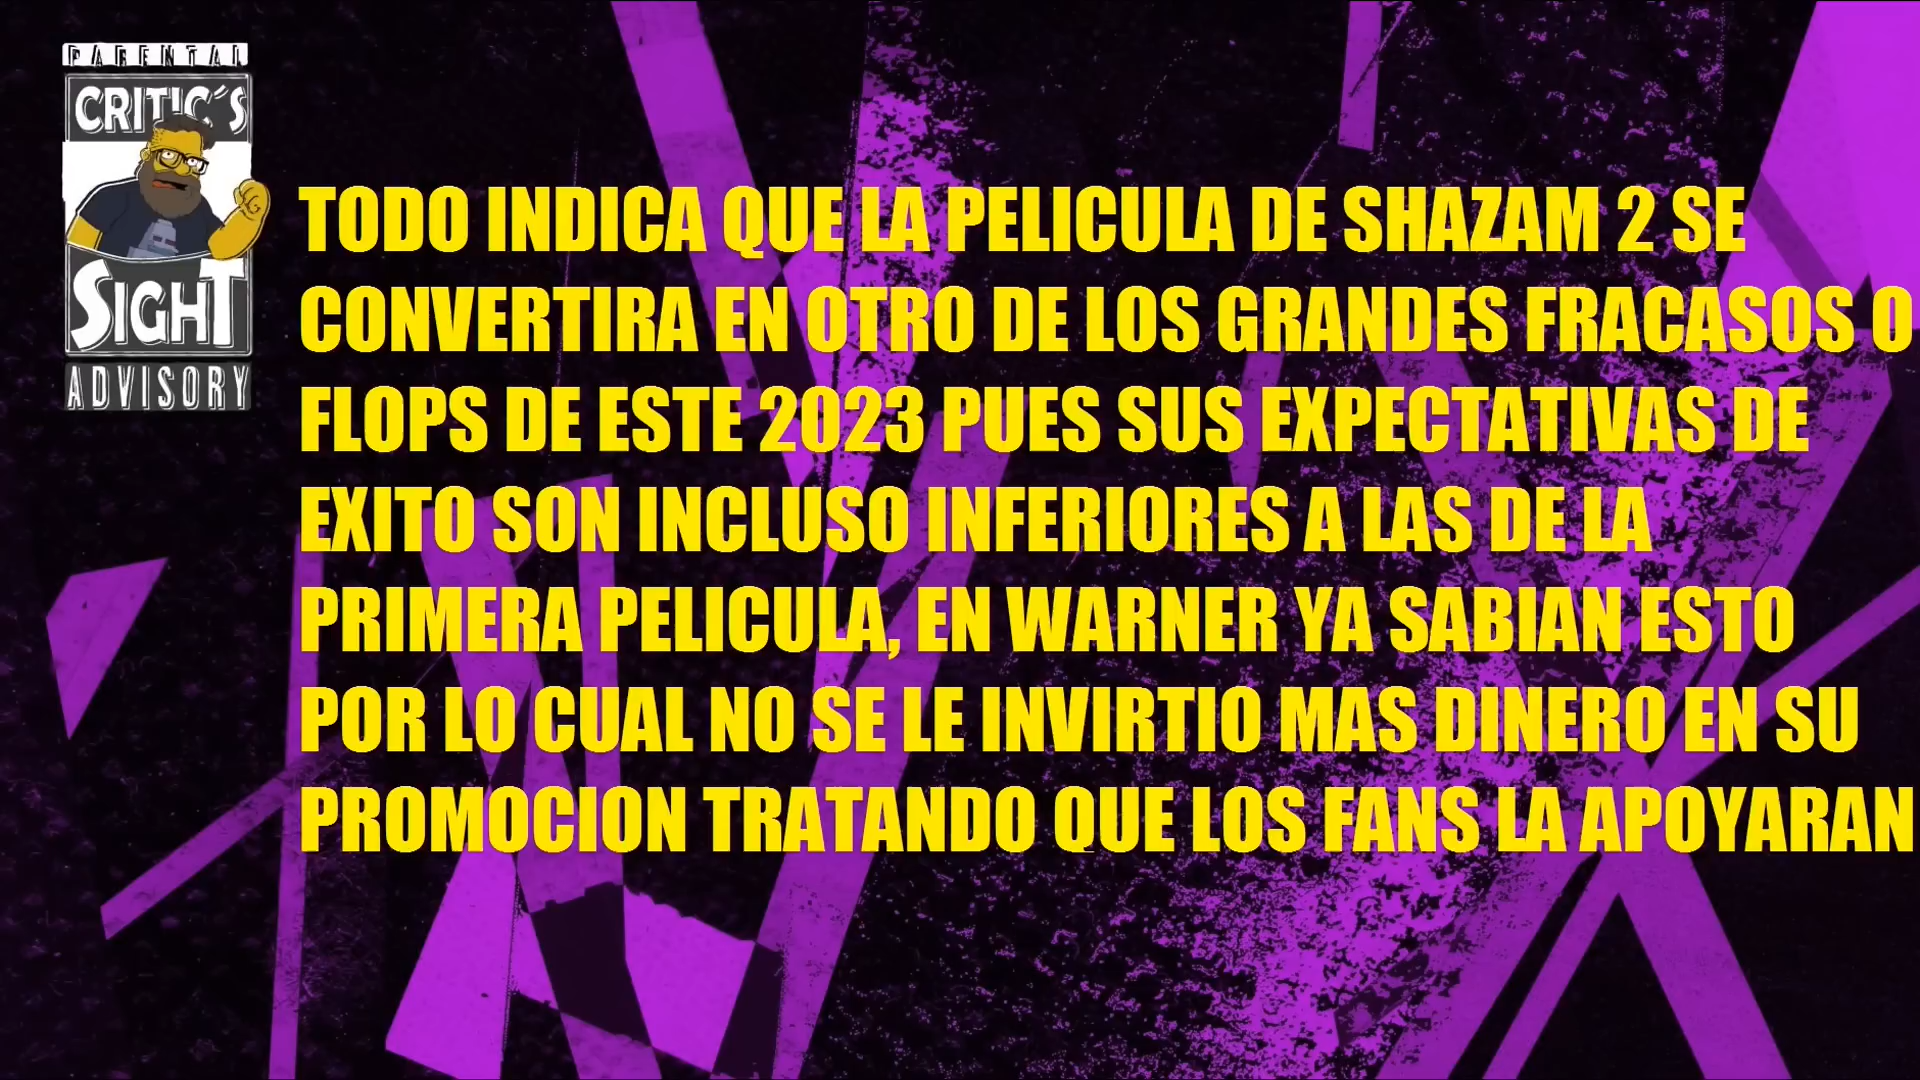 PARENTAL
CRITIC´S
SIGHT
ADVISORY
TODO INDICA QUE LA PELICULA DE SHAZAM 2 SE
CONVERTIRA EN OTRO DE LOS GRANDES FRACASOS O
FLOPS DE ESTE 2023 PUES SUS EXPECTATIVAS DE
EXITO SON INCLUSO INFERIORES A LAS DE LA
PRIMERA PELICULA, EN WARNER YA SABIAN ESTO
POR LO CUAL NO SE LE INVIRTIO MAS DINERO EN SU
PROMOCION TRATANDO QUE LOS FANS LA APOYARAN